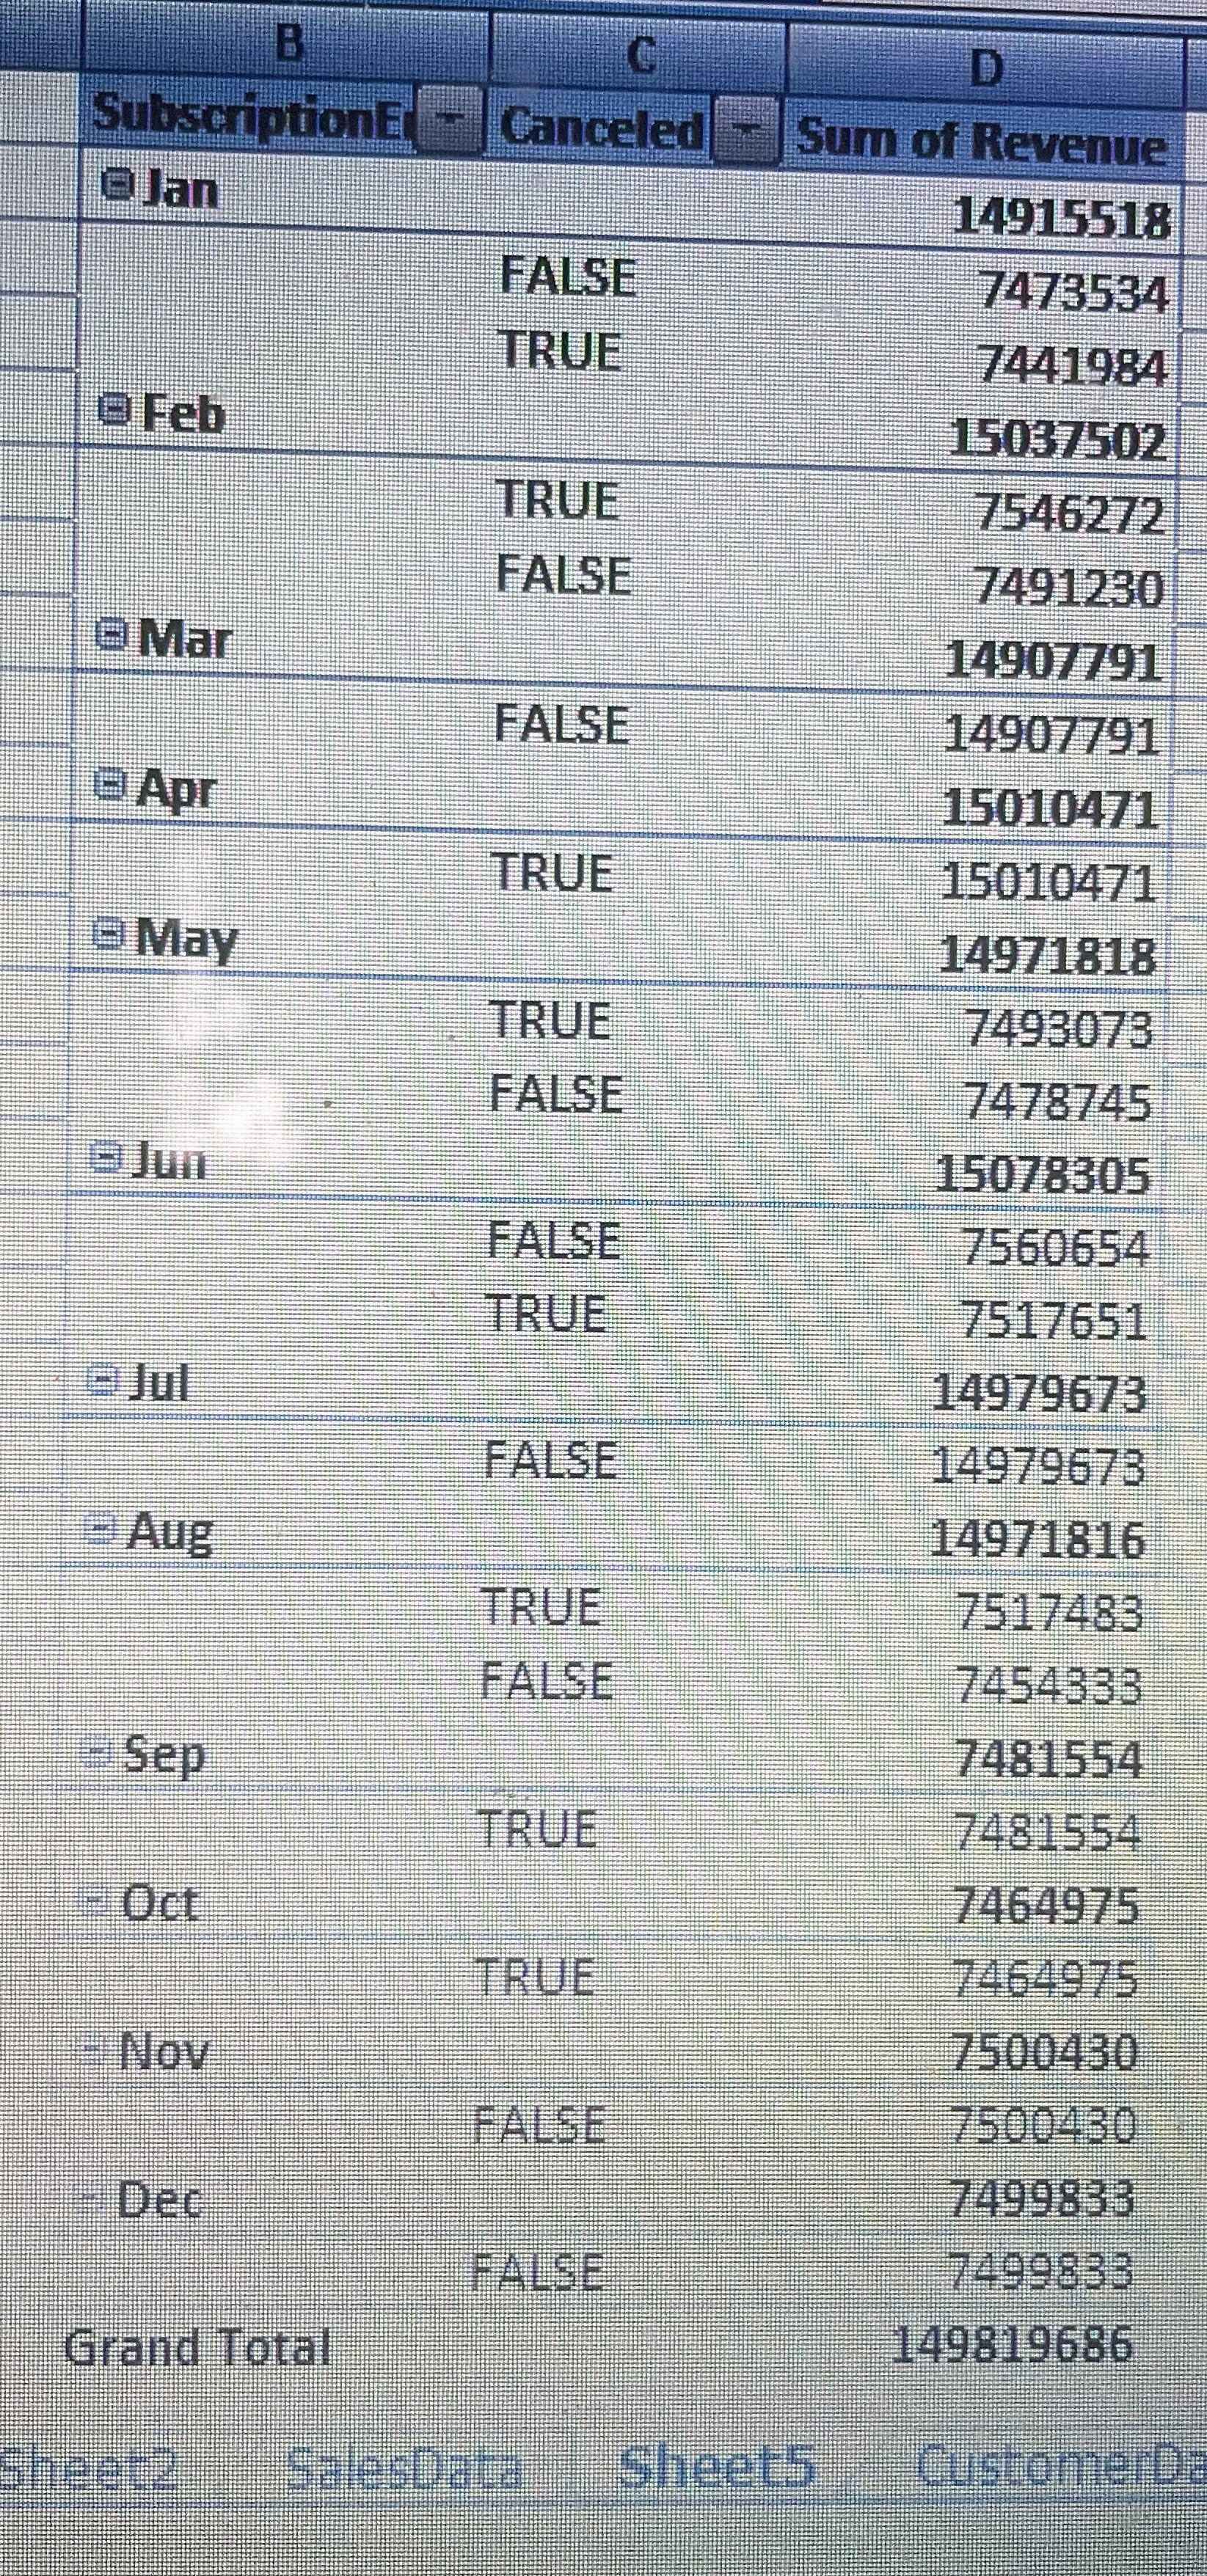 B C D
SubscriptionE Canceled Sum of Revenue
Jan 14915518
FALSE 7473534
TRUE 7441984
Feb 15037502
TRUE 7546272
FALSE 7491230
Mar 14907791
FALSE 14907791
Apr 15010471
TRUE 15010471
May 14971818
TRUE 7493073
FALSE 7478745
Jun 15078305
FALSE 7560654
TRUE 7517651
Jul 14979673
FALSE 14979673
Aug 14971816
TRUE 7517483
FALSE 7454333
Sep 7481554
TRUE 7481554
Oct 7464975
TRUE 7464975
Nov 7500430
FALSE 7500430
Dec 7499833
FALSE 7499833
Grand Total 149819686
Sheet2 SalesData Sheet5 CustomerDa